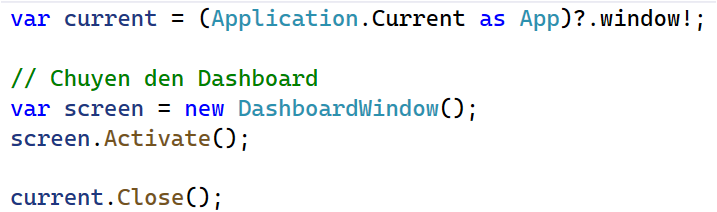 var current = (Application.Current as App)?.window!;
// Chuyen den Dashboard
var screen = new DashboardWindow();
screen.Activate();
current.Close();